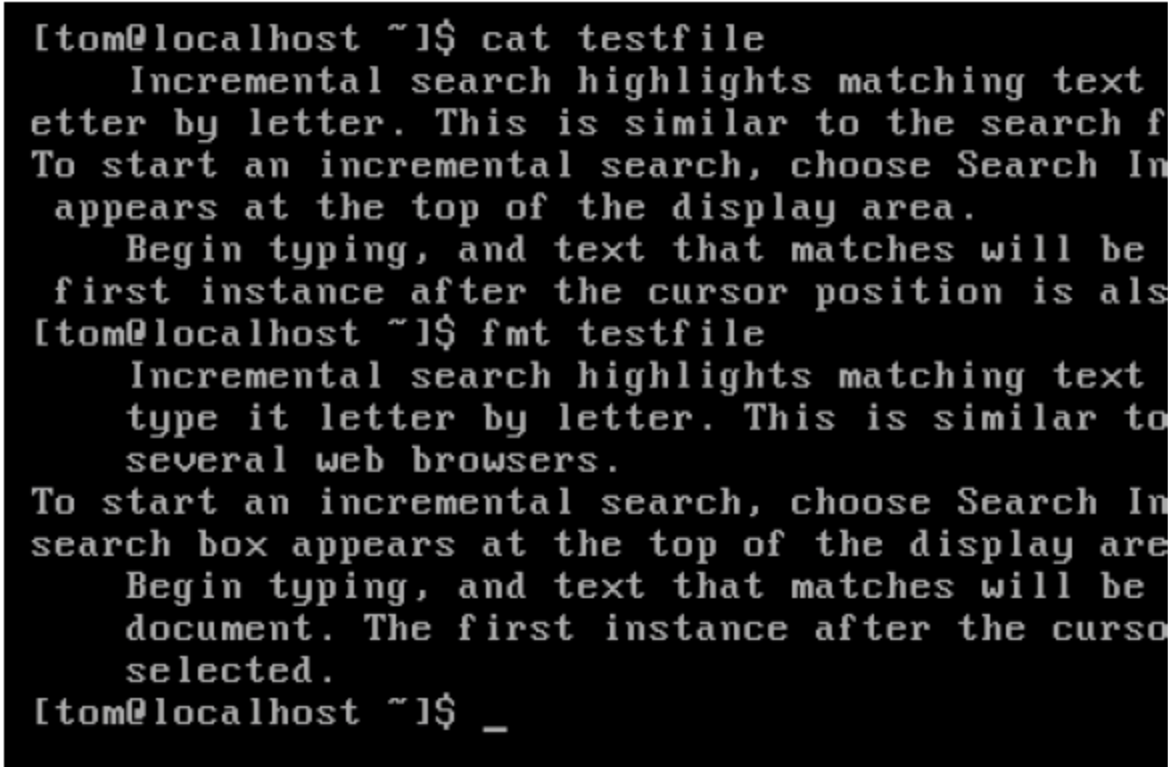 [tom@localhost ~]$ cat testfile
    Incremental search highlights matching text
etter by letter. This is similar to the search f
To start an incremental search, choose Search In
 appears at the top of the display area.
    Begin typing, and text that matches will be
 first instance after the cursor position is als
[tom@localhost ~]$ fmt testfile
    Incremental search highlights matching text
    type it letter by letter. This is similar to
    several web browsers.
To start an incremental search, choose Search In
search box appears at the top of the display are
    Begin typing, and text that matches will be
    document. The first instance after the curso
    selected.
[tom@localhost ~]$ _